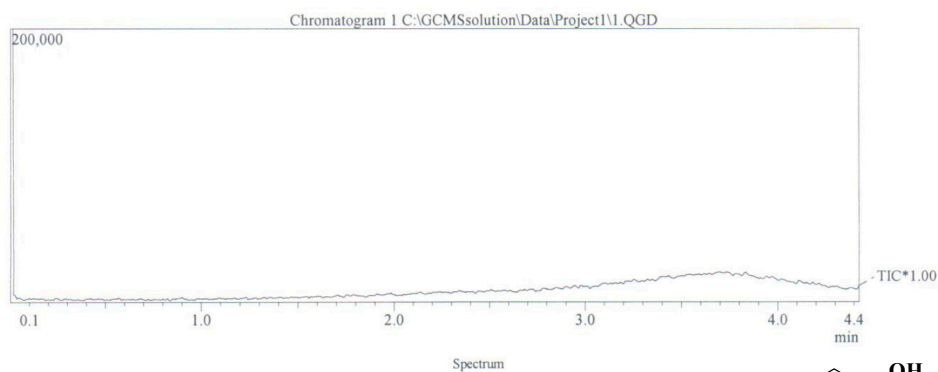 Chromatogram 1 C:\GCMSsolution\Data\Project1\1.QGD
200,000
TIC*1.00
0.1 1.0 2.0 3.0 4.0 4.4
min
Spectrum
OH